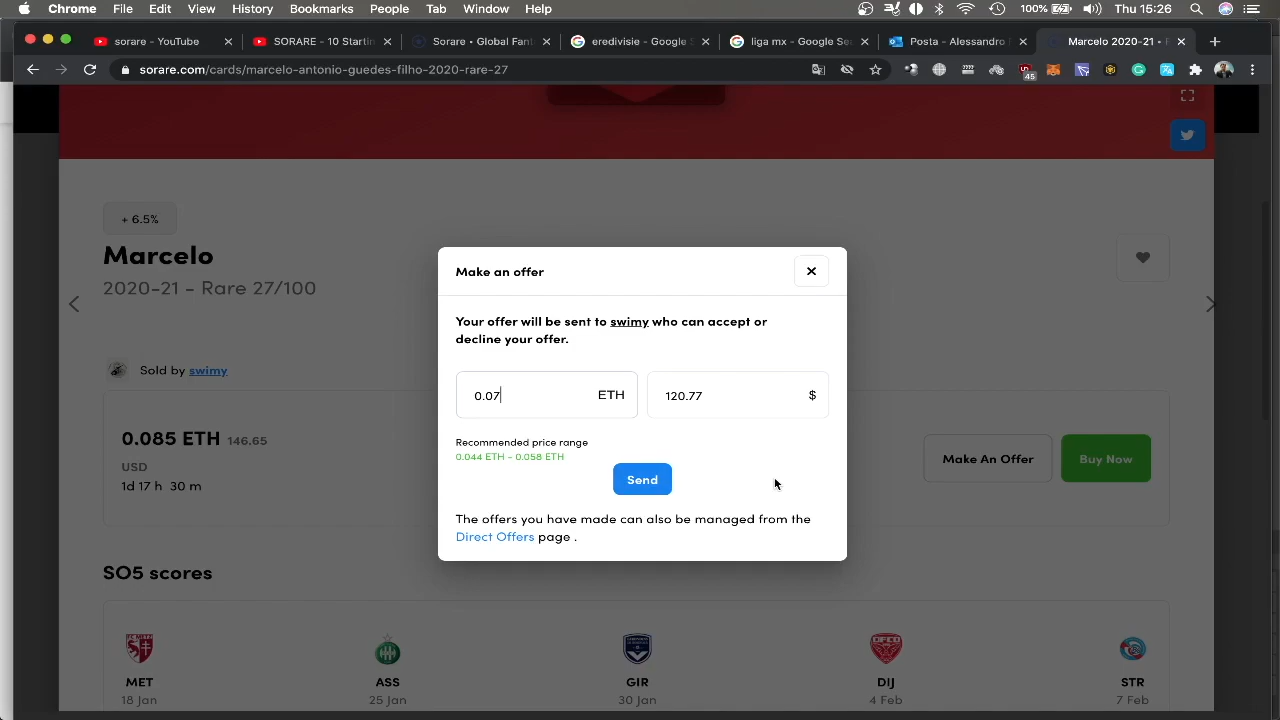 Chrome File Edit View History Bookmarks People Tab Window Help 100% Thu 15:26
sorare - YouTube SORARE - 10 Startin Sorare • Global Fant eredivisie - Google S liga mx - Google Sea Posta - Alessandro Marcelo 2020-21 •
sorare.com/cards/marcelo-antonio-guedes-filho-2020-rare-27
45
+ 6.5%
Marcelo
2020-21 - Rare 27/100
Sold by swimy
0.085 ETH 146.65
USD
1d 17 h 30 m
Make An Offer
Buy Now
Make an offer
Your offer will be sent to swimy who can accept or
decline your offer.
0.07 ETH 120.77 $
Recommended price range
0.044 ETH - 0.058 ETH
Send
The offers you have made can also be managed from the
Direct Offers page .
SO5 scores
MET ASS GIR DIJ STR
18 Jan 25 Jan 30 Jan 4 Feb 7 Feb